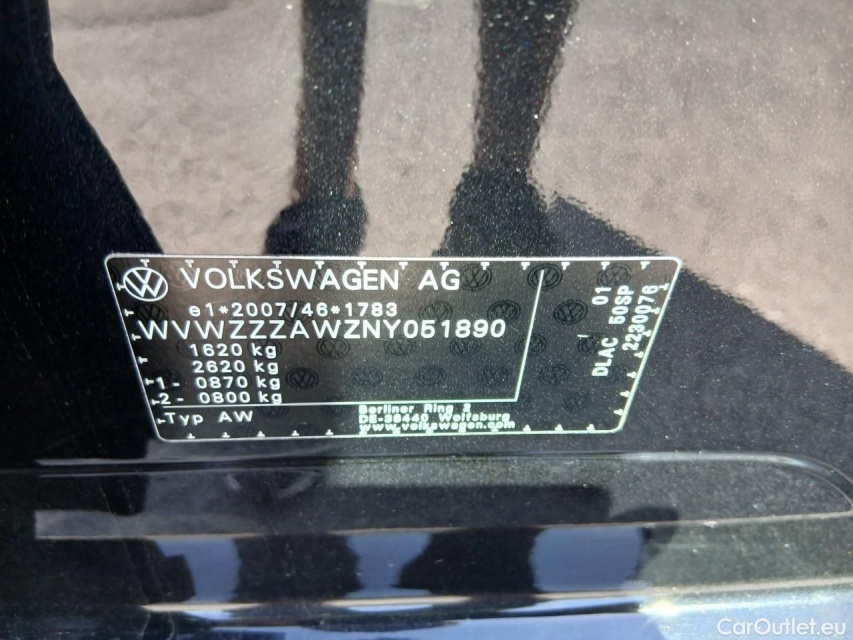 VOLKSWAGEN AG
e1*2007/46*1783
WVWZZZAWZNY051890
1620 kg
2620 kg
1- 0870 kg
2- 0800 kg
Typ AW
Berliner Ring 2
DE-38440 Wolfsburg
www.volkswagen.com
01
DLAC 50SP
2230076
CarOutlet.eu